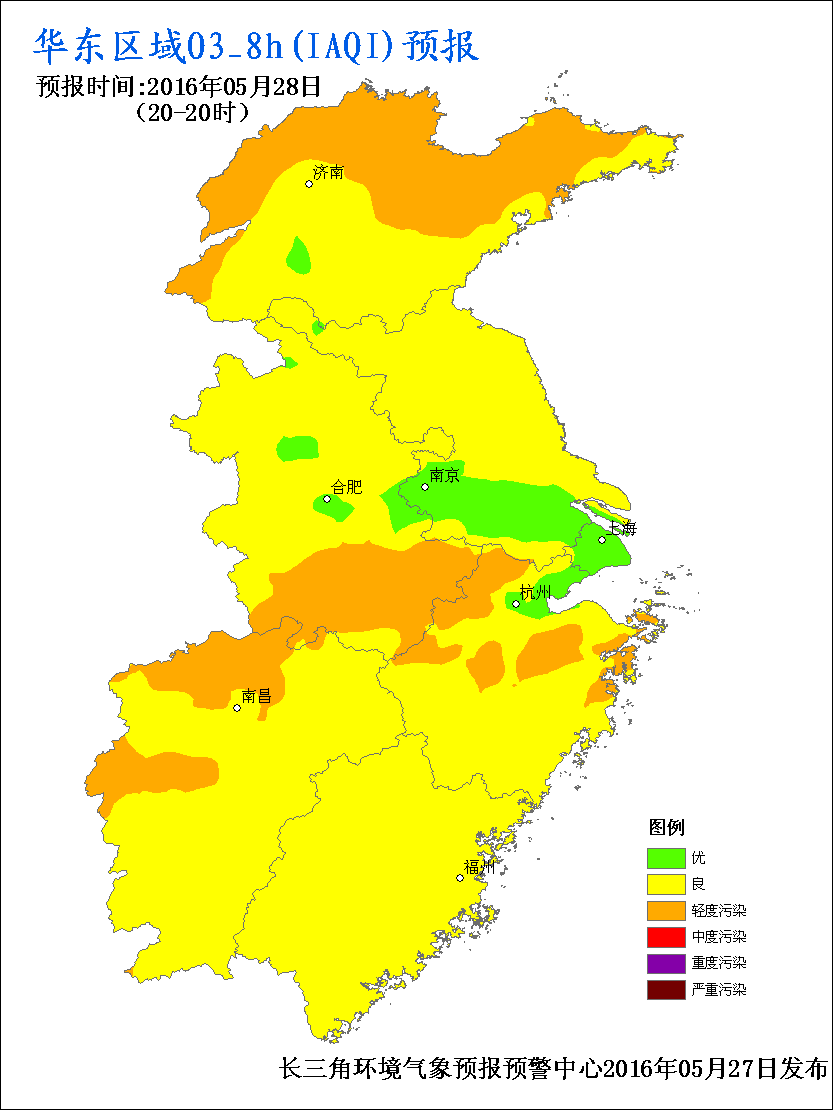 华东区域O3_8h(IAQI)预报
预报时间:2016年05月28日
（20-20时）
济南
南京
合肥
上海
杭州
南昌
福州
图例
优
良
轻度污染
中度污染
重度污染
严重污染
长三角环境气象预报预警中心2016年05月27日发布